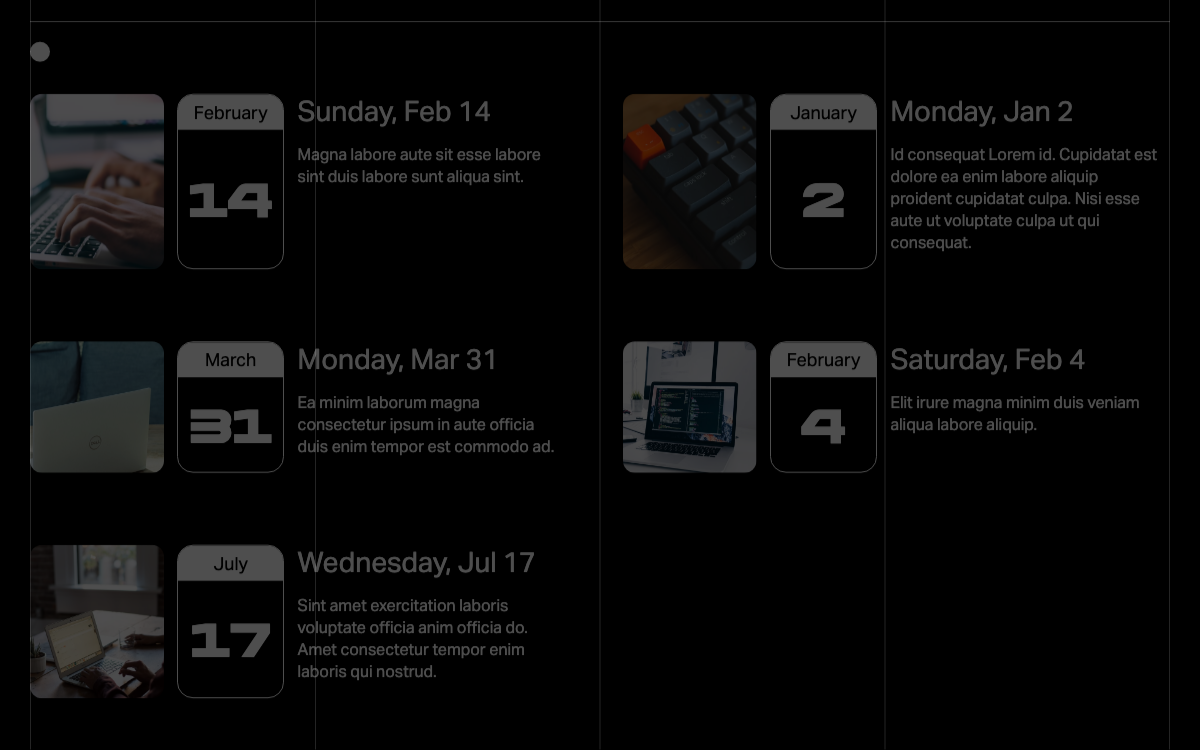 February
14
Sunday, Feb 14
Magna labore aute sit esse labore
sint duis labore sunt aliqua sint.
January
2
Monday, Jan 2
Id consequat Lorem id. Cupidatat est
dolore ea enim labore aliquip
proident cupidatat culpa. Nisi esse
aute ut voluptate culpa ut qui
consequat.
March
31
Monday, Mar 31
Ea minim laborum magna
consectetur ipsum in aute officia
duis enim tempor est commodo ad.
February
4
Saturday, Feb 4
Elit irure magna minim duis veniam
aliqua labore aliquip.
July
17
Wednesday, Jul 17
Sint amet exercitation laboris
voluptate officia anim officia do.
Amet consectetur tempor enim
laboris qui nostrud.